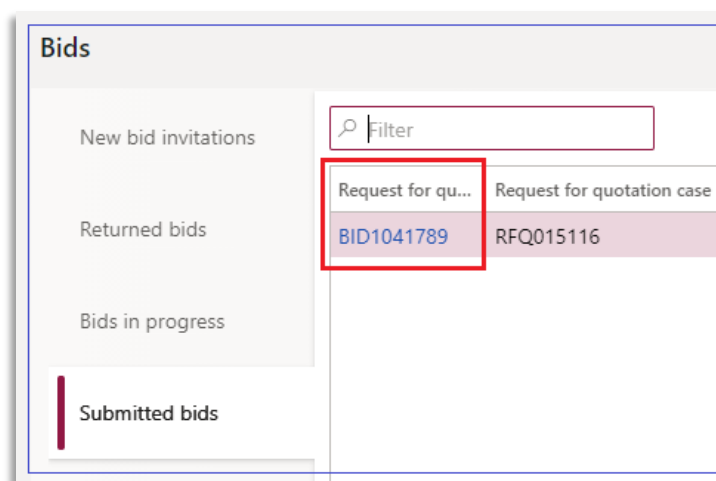 Bids
New bid invitations
Filter
Request for qu... Request for quotation case
Returned bids
BID1041789 RFQ015116
Bids in progress
Submitted bids